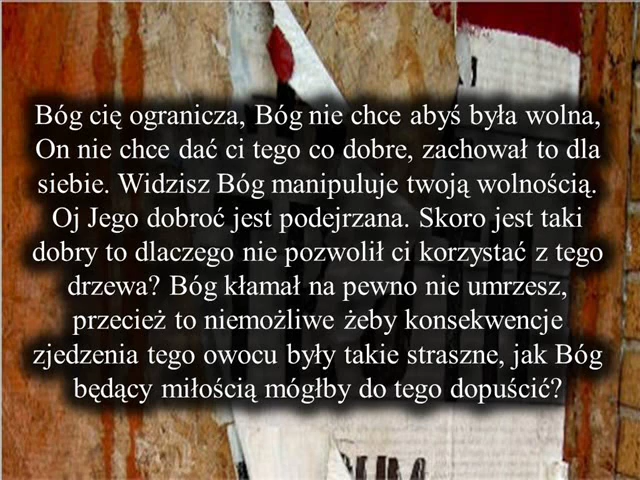 Bóg cię ogranicza, Bóg nie chce abyś była wolna,
On nie chce dać ci tego co dobre, zachował to dla
siebie. Widzisz Bóg manipuluje twoją wolnością.
Oj Jego dobroć jest podejrzana. Skoro jest taki
dobry to dlaczego nie pozwolił ci korzystać z tego
drzewa? Bóg kłamał na pewno nie umrzesz,
przecież to niemożliwe żeby konsekwencje
zjedzenia tego owocu były takie straszne, jak Bóg
będący miłością mógłby do tego dopuścić?